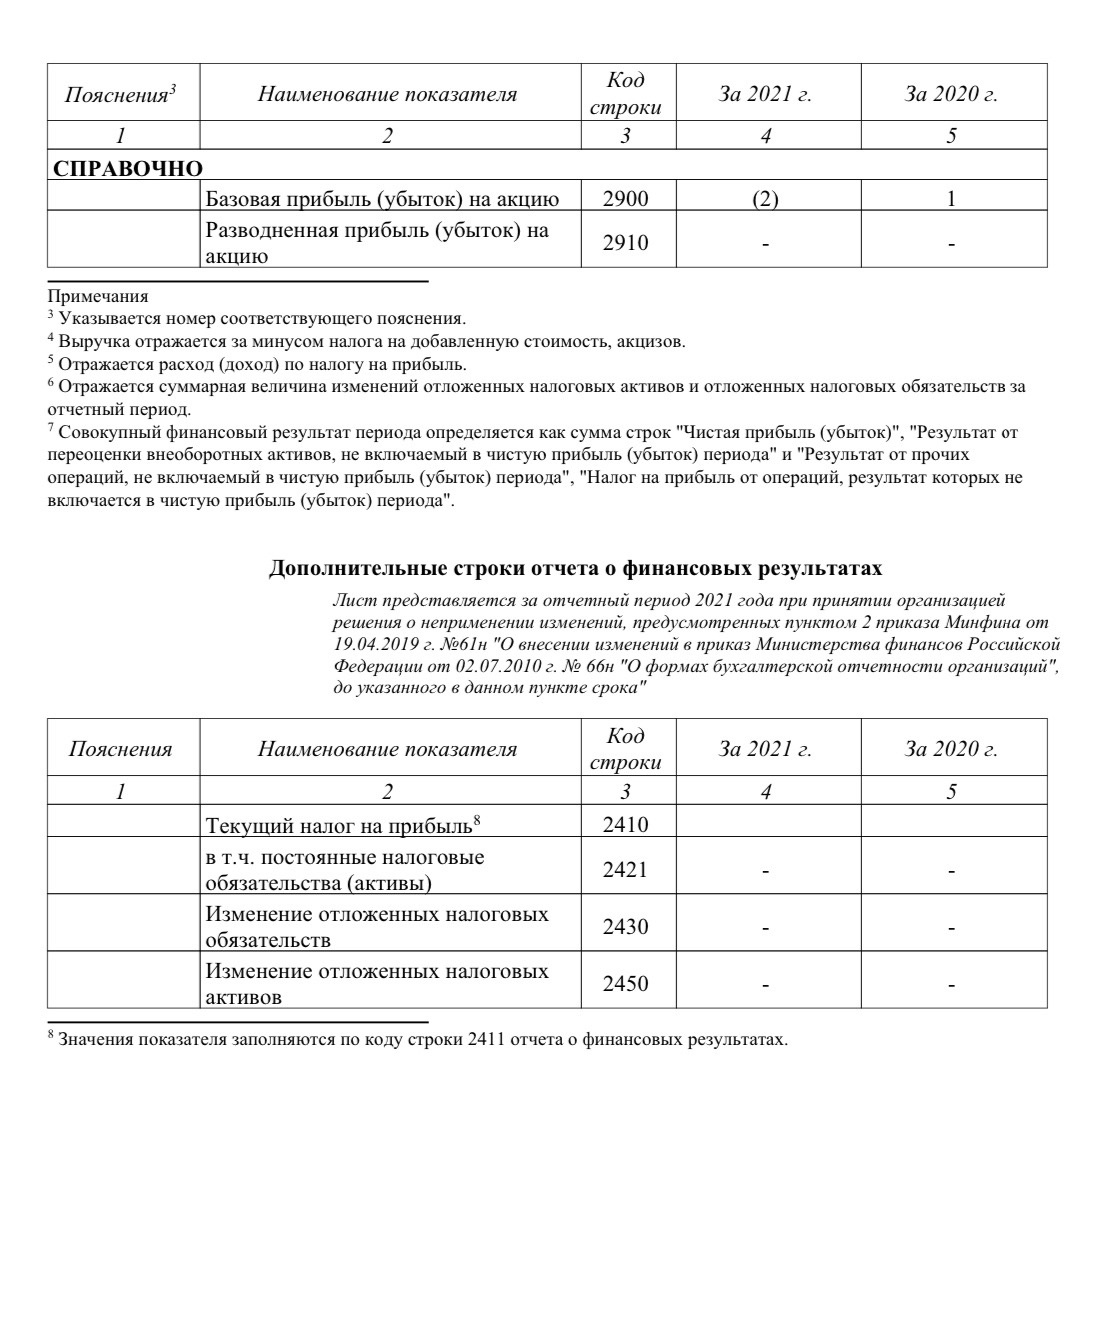 Пояснения³ Наименование показателя Код строки За 2021 г. За 2020 г.
1 2 3 4 5
СПРАВОЧНО
Базовая прибыль (убыток) на акцию 2900 (2) 1
Разводненная прибыль (убыток) на
акцию 2910 - -
Примечания
³ Указывается номер соответствующего пояснения.
⁴ Выручка отражается за минусом налога на добавленную стоимость, акцизов.
⁵ Отражается расход (доход) по налогу на прибыль.
⁶ Отражается суммарная величина изменений отложенных налоговых активов и отложенных налоговых обязательств за
отчетный период.
⁷ Совокупный финансовый результат периода определяется как сумма строк "Чистая прибыль (убыток)", "Результат от
переоценки внеоборотных активов, не включаемый в чистую прибыль (убыток) периода" и "Результат от прочих
операций, не включаемый в чистую прибыль (убыток) периода", "Налог на прибыль от операций, результат которых не
включается в чистую прибыль (убыток) периода".
Дополнительные строки отчета о финансовых результатах
Лист представляется за отчетный период 2021 года при принятии организацией
решения о неприменении изменений, предусмотренных пунктом 2 приказа Минфина от
19.04.2019 г. №61н "О внесении изменений в приказ Министерства финансов Российской
Федерации от 02.07.2010 г. № 66н "О формах бухгалтерской отчетности организаций",
до указанного в данном пункте срока"
Пояснения Наименование показателя Код строки За 2021 г. За 2020 г.
1 2 3 4 5
Текущий налог на прибыль⁸ 2410
в т.ч. постоянные налоговые
обязательства (активы) 2421 - -
Изменение отложенных налоговых
обязательств 2430 - -
Изменение отложенных налоговых
активов 2450 - -
⁸ Значения показателя заполняются по коду строки 2411 отчета о финансовых результатах.